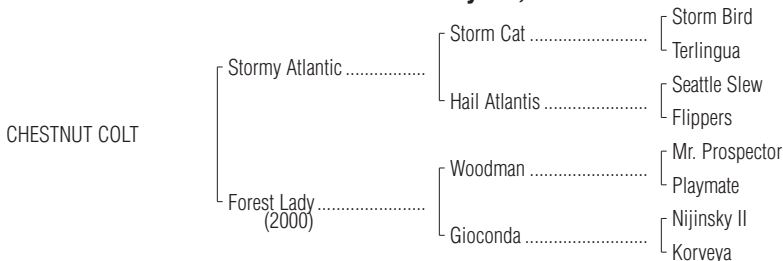 Storm Bird
Storm Cat ..........................
Terlingua
Stormy Atlantic .................
Seattle Slew
Hail Atlantis .......................
Flippers
CHESTNUT COLT
Mr. Prospector
Woodman ..........................
Playmate
Forest Lady .......................
(2000)
Nijinsky II
Gioconda ...........................
Korveya